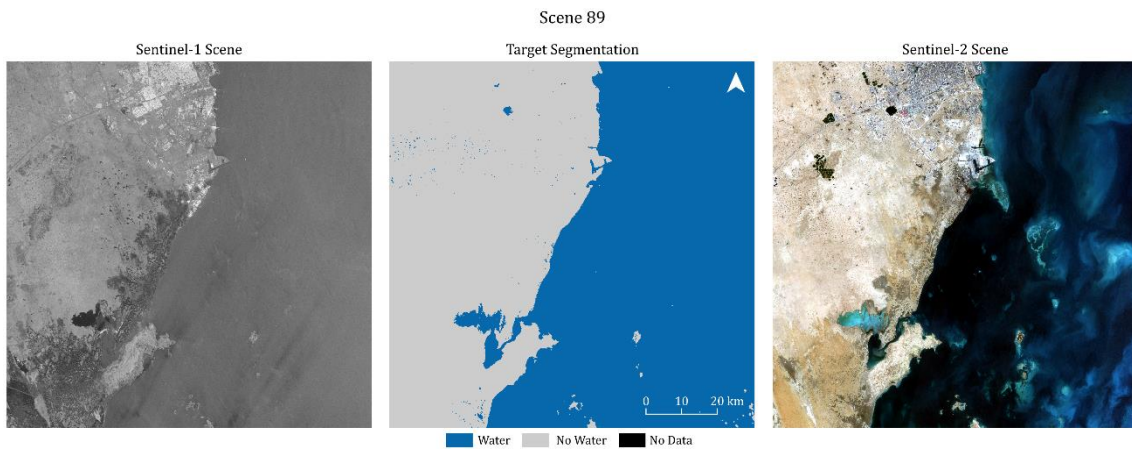 Scene 89
Sentinel-1 Scene
Target Segmentation
Sentinel-2 Scene
0 10 20 km
Water No Water No Data